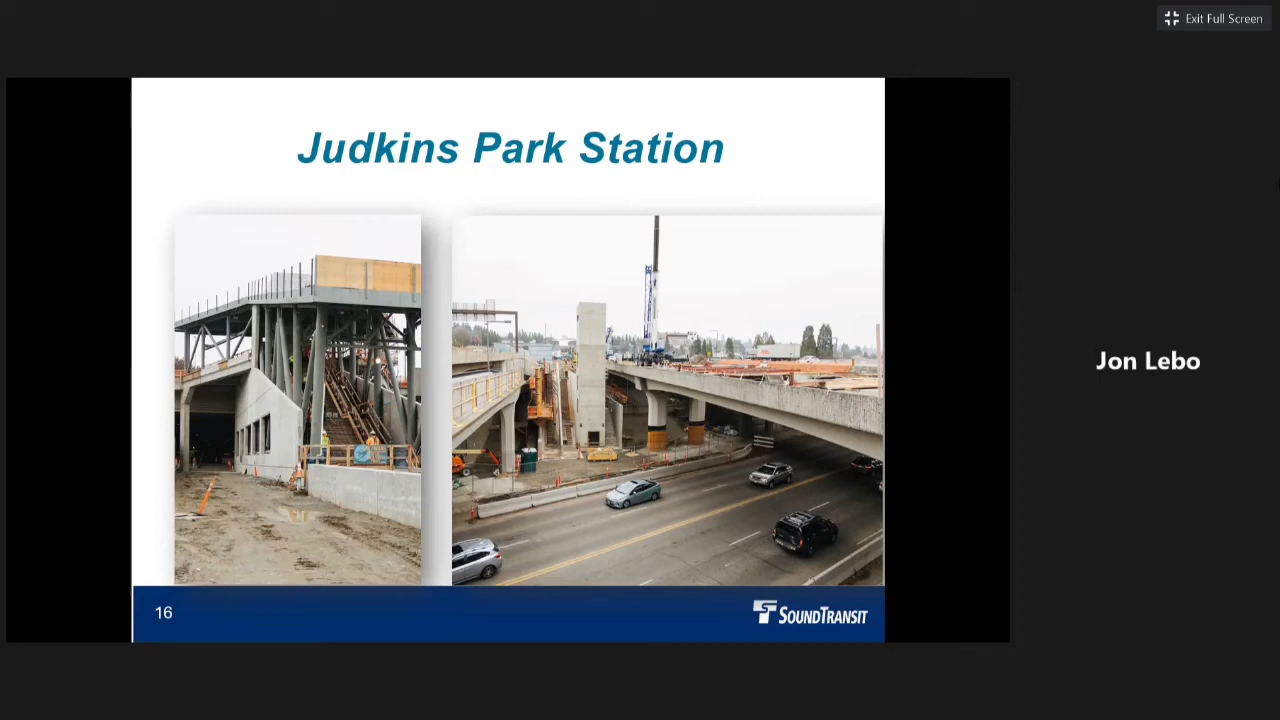 Exit Full Screen
Judkins Park Station
Jon Lebo
16
SOUNDTRANSIT